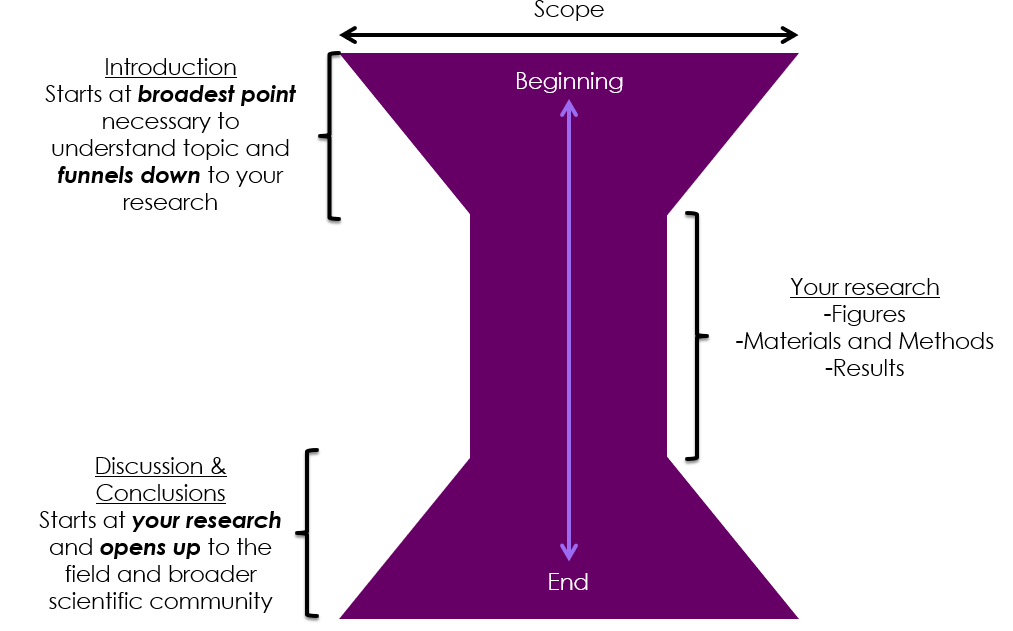 Scope
Beginning
Introduction
Starts at broadest point
necessary to
understand topic and
funnels down to your
research
Your research
-Figures
-Materials and Methods
-Results
Discussion &
Conclusions
Starts at your research
and opens up to the
field and broader
scientific community
End